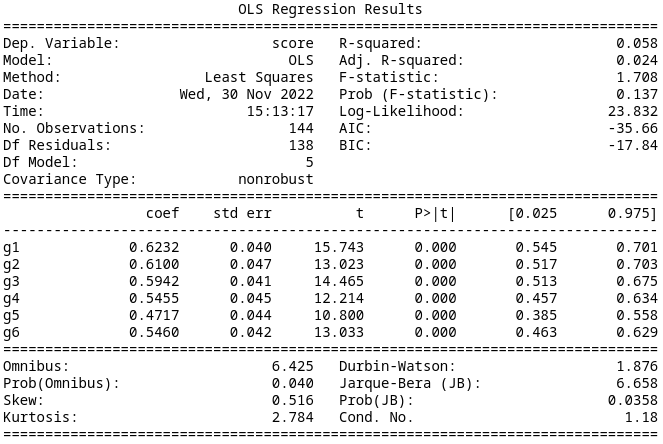 OLS Regression Results
==============================================================================
Dep. Variable:                  score   R-squared:                       0.058
Model:                            OLS   Adj. R-squared:                  0.024
Method:                 Least Squares   F-statistic:                     1.708
Date:                Wed, 30 Nov 2022   Prob (F-statistic):              0.137
Time:                        15:13:17   Log-Likelihood:                 23.832
No. Observations:                 144   AIC:                            -35.66
Df Residuals:                     138   BIC:                            -17.84
Df Model:                           5
Covariance Type:            nonrobust
==============================================================================
                 coef    std err          t      P>|t|      [0.025      0.975]
------------------------------------------------------------------------------
g1             0.6232      0.040     15.743      0.000       0.545       0.701
g2             0.6100      0.047     13.023      0.000       0.517       0.703
g3             0.5942      0.041     14.465      0.000       0.513       0.675
g4             0.5455      0.045     12.214      0.000       0.457       0.634
g5             0.4717      0.044     10.800      0.000       0.385       0.558
g6             0.5460      0.042     13.033      0.000       0.463       0.629
==============================================================================
Omnibus:                        6.425   Durbin-Watson:                   1.876
Prob(Omnibus):                  0.040   Jarque-Bera (JB):                6.658
Skew:                           0.516   Prob(JB):                       0.0358
Kurtosis:                       2.784   Cond. No.                         1.18
==============================================================================